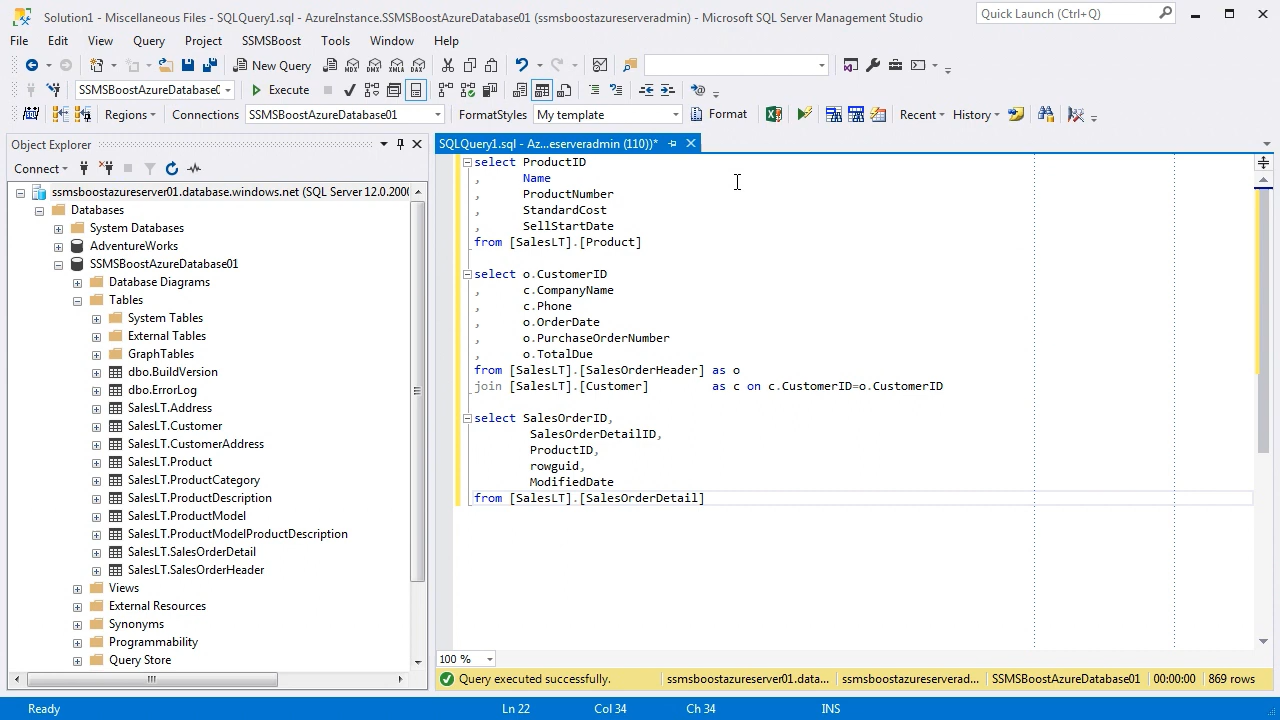 Solution1 - Miscellaneous Files - SQLQuery1.sql - AzureInstance.SSMSBoostAzureDatabase01 (ssmsboostazureserveradmin) - Microsoft SQL Server Management Studio
Quick Launch (Ctrl+Q)
File Edit View Query Project SSMSBoost Tools Window Help
New Query MDX DMX XMLA DAX
SSMSBoostAzureDatabase Execute
Regions Connections SSMSBoostAzureDatabase01 FormatStyles My template Format Recent History
Object Explorer
Connect
ssmsboostazureserver01.database.windows.net (SQL Server 12.0.2000
Databases
System Databases
AdventureWorks
SSMSBoostAzureDatabase01
Database Diagrams
Tables
System Tables
External Tables
GraphTables
dbo.BuildVersion
dbo.ErrorLog
SalesLT.Address
SalesLT.Customer
SalesLT.CustomerAddress
SalesLT.Product
SalesLT.ProductCategory
SalesLT.ProductDescription
SalesLT.ProductModel
SalesLT.ProductModelProductDescription
SalesLT.SalesOrderDetail
SalesLT.SalesOrderHeader
Views
External Resources
Synonyms
Programmability
Query Store
SQLQuery1.sql - Az...eserveradmin (110))*
select ProductID
, Name
, ProductNumber
, StandardCost
, SellStartDate
from [SalesLT].[Product]
select o.CustomerID
, c.CompanyName
, c.Phone
, o.OrderDate
, o.PurchaseOrderNumber
, o.TotalDue
from [SalesLT].[SalesOrderHeader] as o
join [SalesLT].[Customer] as c on c.CustomerID=o.CustomerID
select SalesOrderID,
SalesOrderDetailID,
ProductID,
rowguid,
ModifiedDate
from [SalesLT].[SalesOrderDetail]
100 %
Query executed successfully. ssmsboostazureserver01.data... ssmsboostazureserverad... SSMSBoostAzureDatabase01 00:00:00 869 rows
Ready Ln 22 Col 34 Ch 34 INS